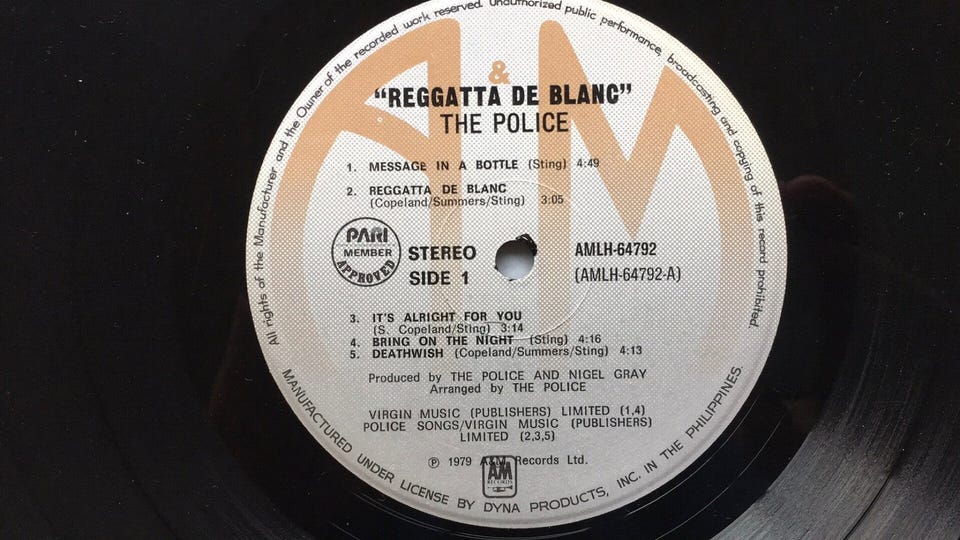 All rights of the Manufacturer and the Owner of the recorded work reserved. Unauthorized public performance, broadcasting and copying of this record prohibited.
&
"REGGATTA DE BLANC"
THE POLICE
1. MESSAGE IN A BOTTLE (Sting) 4:49
2. REGGATTA DE BLANC
(Copeland/Summers/Sting) 3:05
PARI
MEMBER
APPROVED
STEREO
SIDE 1
AMLH-64792
(AMLH-64792-A)
3. IT'S ALRIGHT FOR YOU
(S. Copeland/Sting) 3:14
4. BRING ON THE NIGHT (Sting) 4:16
5. DEATHWISH (Copeland/Summers/Sting) 4:13
Produced by THE POLICE AND NIGEL GRAY
Arranged by THE POLICE
VIRGIN MUSIC (PUBLISHERS) LIMITED (1,4)
POLICE SONGS/VIRGIN MUSIC (PUBLISHERS)
LIMITED (2,3,5)
℗ 1979 A&M Records Ltd.
AM
RECORDS
MANUFACTURED UNDER LICENSE BY DYNA PRODUCTS, INC. IN THE PHILIPPINES.